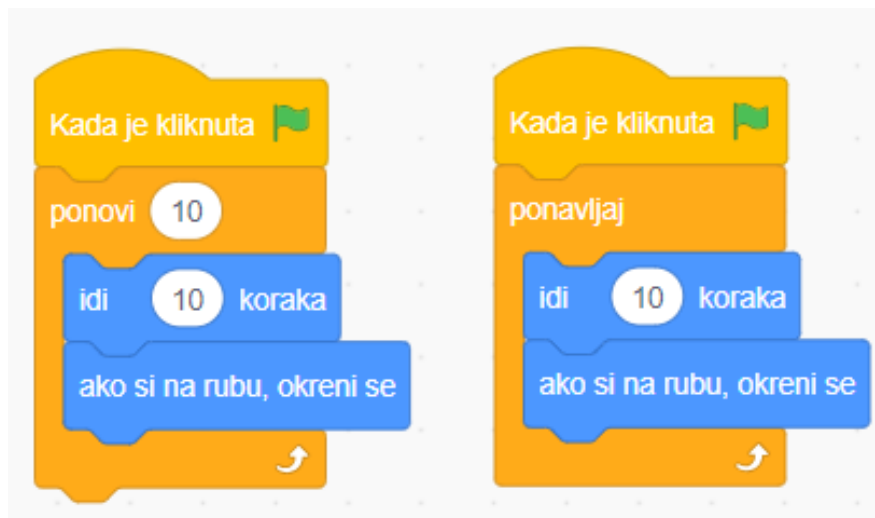 Kada je kliknuta
ponovi 10
idi 10 koraka
ako si na rubu, okreni se
Kada je kliknuta
ponavljaj
idi 10 koraka
ako si na rubu, okreni se